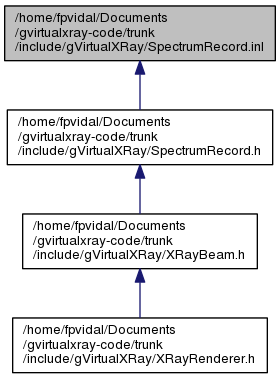 /home/fpvidal/Documents
/gvirtualxray-code/trunk
/include/gVirtualXRay/SpectrumRecord.inl
/home/fpvidal/Documents
/gvirtualxray-code/trunk
/include/gVirtualXRay/SpectrumRecord.h
/home/fpvidal/Documents
/gvirtualxray-code/trunk
/include/gVirtualXRay/XRayBeam.h
/home/fpvidal/Documents
/gvirtualxray-code/trunk
/include/gVirtualXRay/XRayRenderer.h